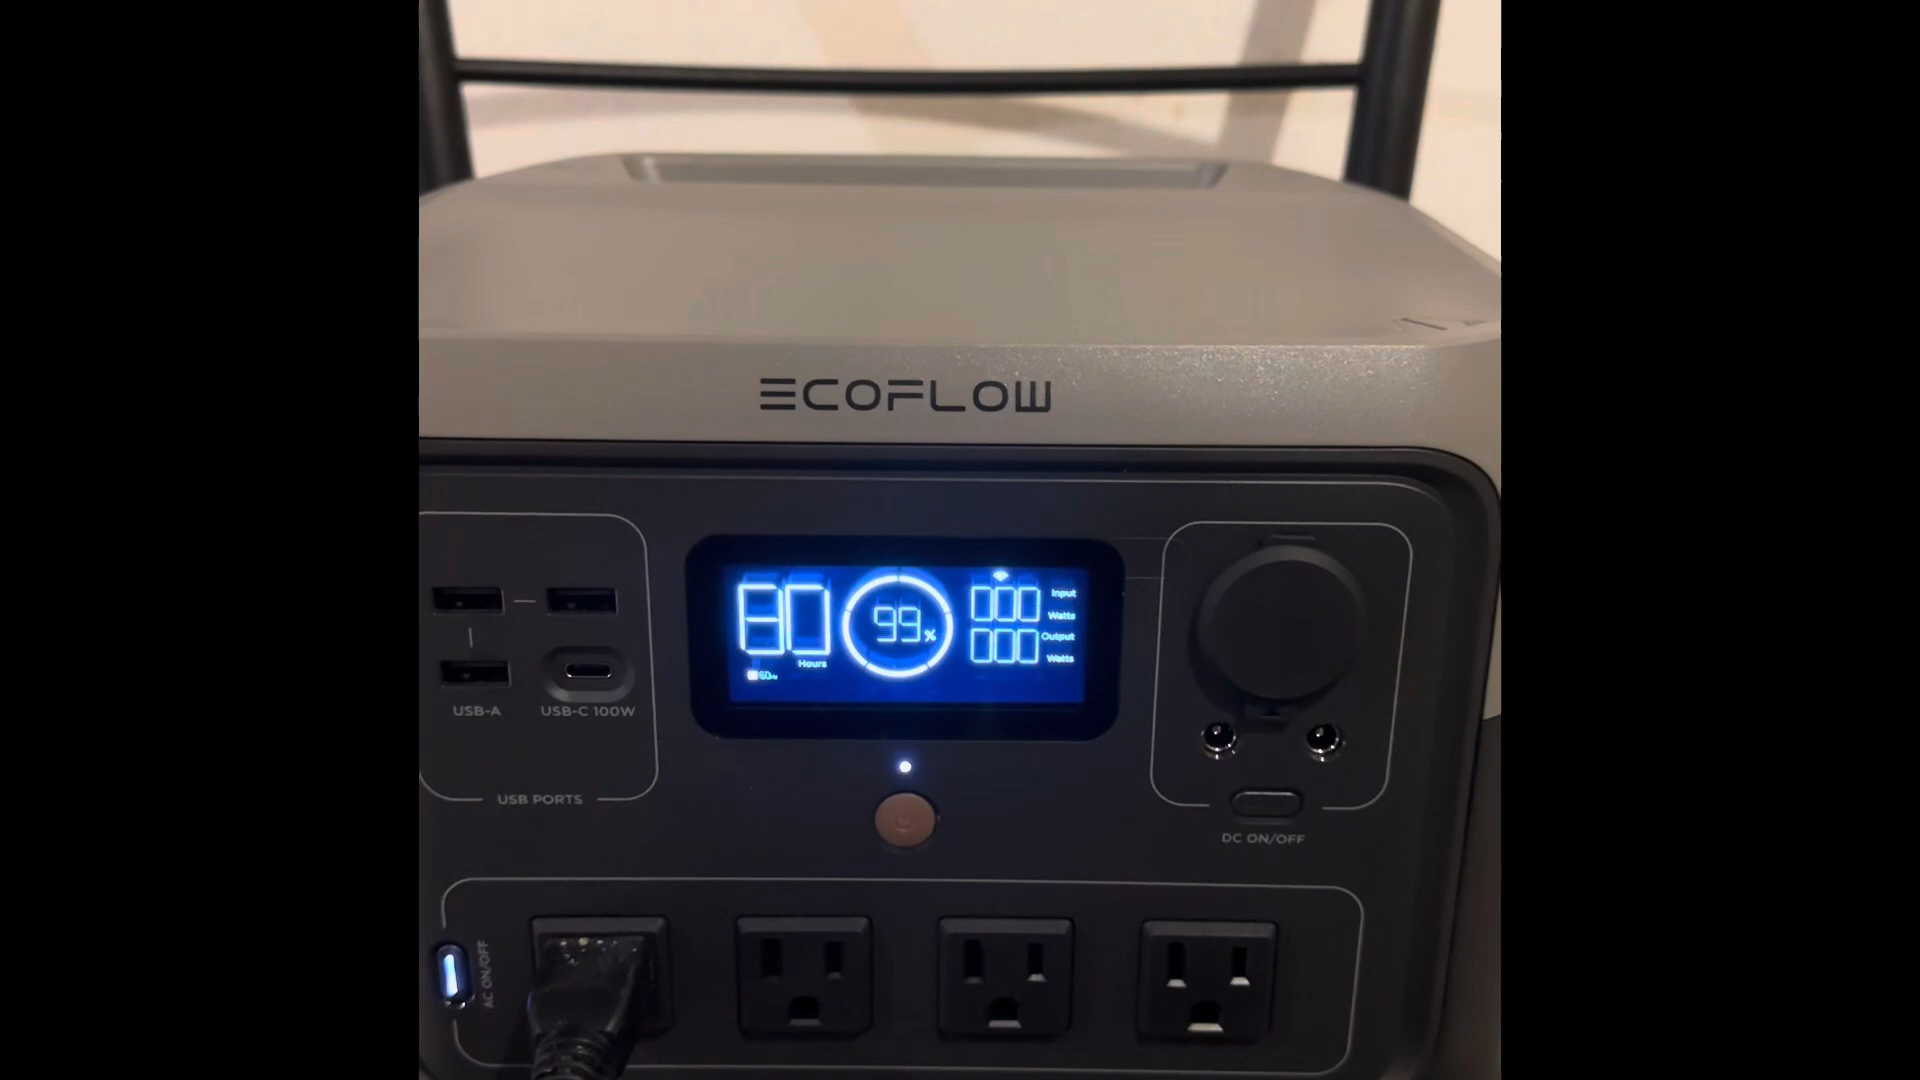 ECOFLOW
80
Hours
60Hz
99%
000
Input
Watts
000
Output
Watts
USB-A
USB-C 100W
USB PORTS
DC ON/OFF
AC ON/OFF